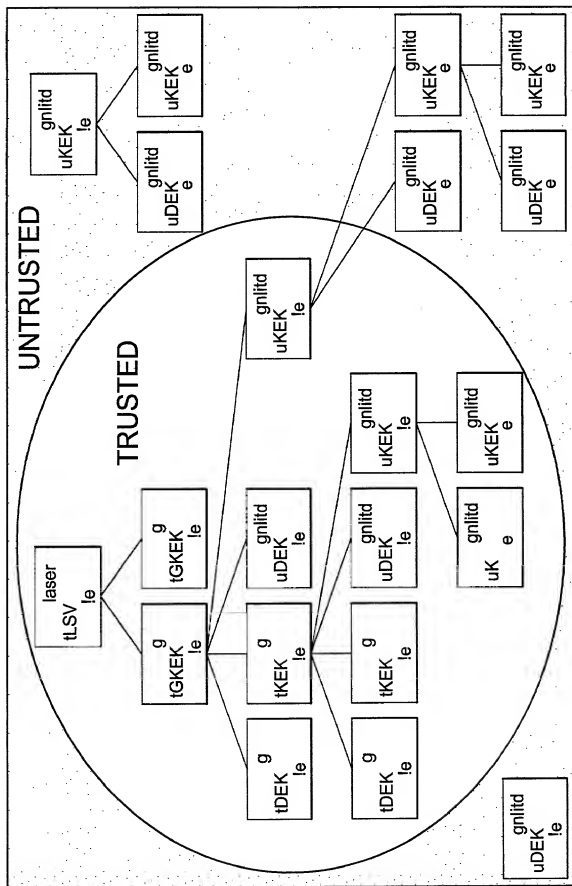 UNTRUSTED
TRUSTED
laser
tLSV
!e
gnlitd
uKEK
!e
g
tGKEK
!e
g
tGKEK
!e
gnlitd
uDEK
e
gnlitd
uKEK
e
g
tDEK
!e
g
tKEK
!e
gnlitd
uDEK
!e
gnlitd
uKEK
!e
g
tDEK
!e
g
tKEK
!e
gnlitd
uDEK
!e
gnlitd
uKEK
!e
gnlitd
uDEK
e
gnlitd
uKEK
e
gnlitd
uK
e
gnlitd
uKEK
e
gnlitd
uDEK
e
gnlitd
uKEK
e
gnlitd
uDEK
!e